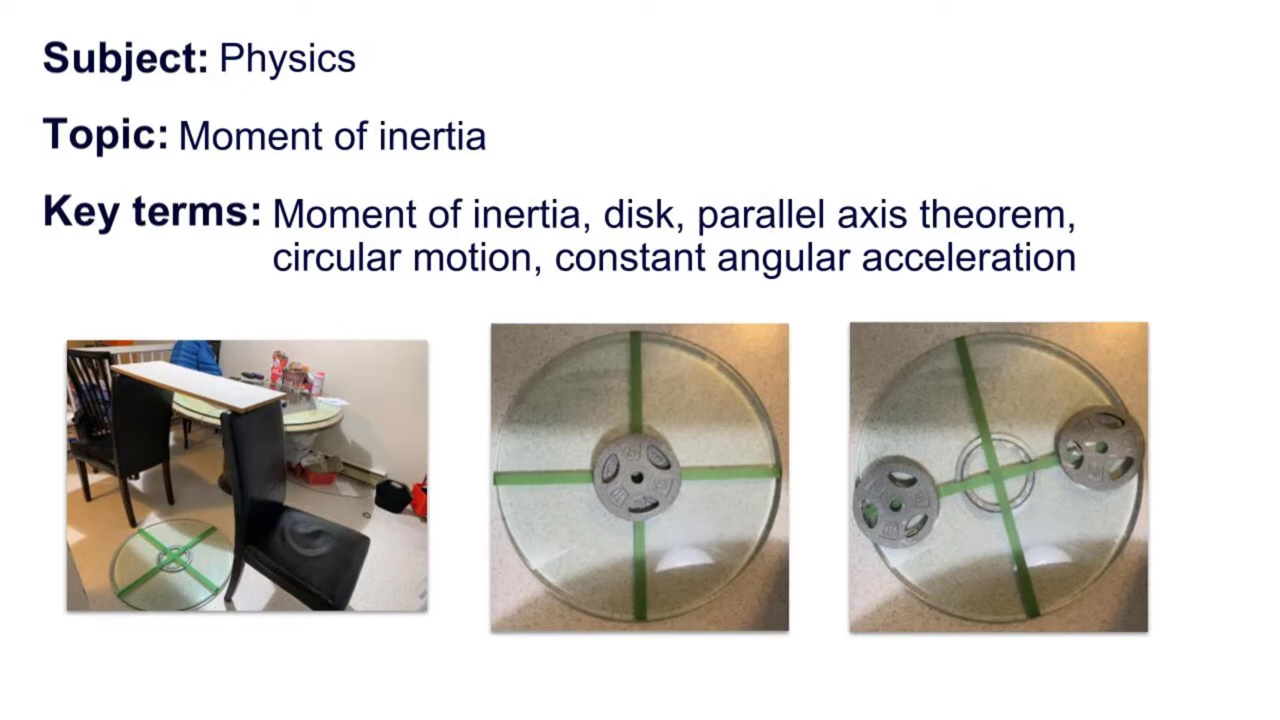 Subject: Physics
Topic: Moment of inertia
Key terms: Moment of inertia, disk, parallel axis theorem,
circular motion, constant angular acceleration